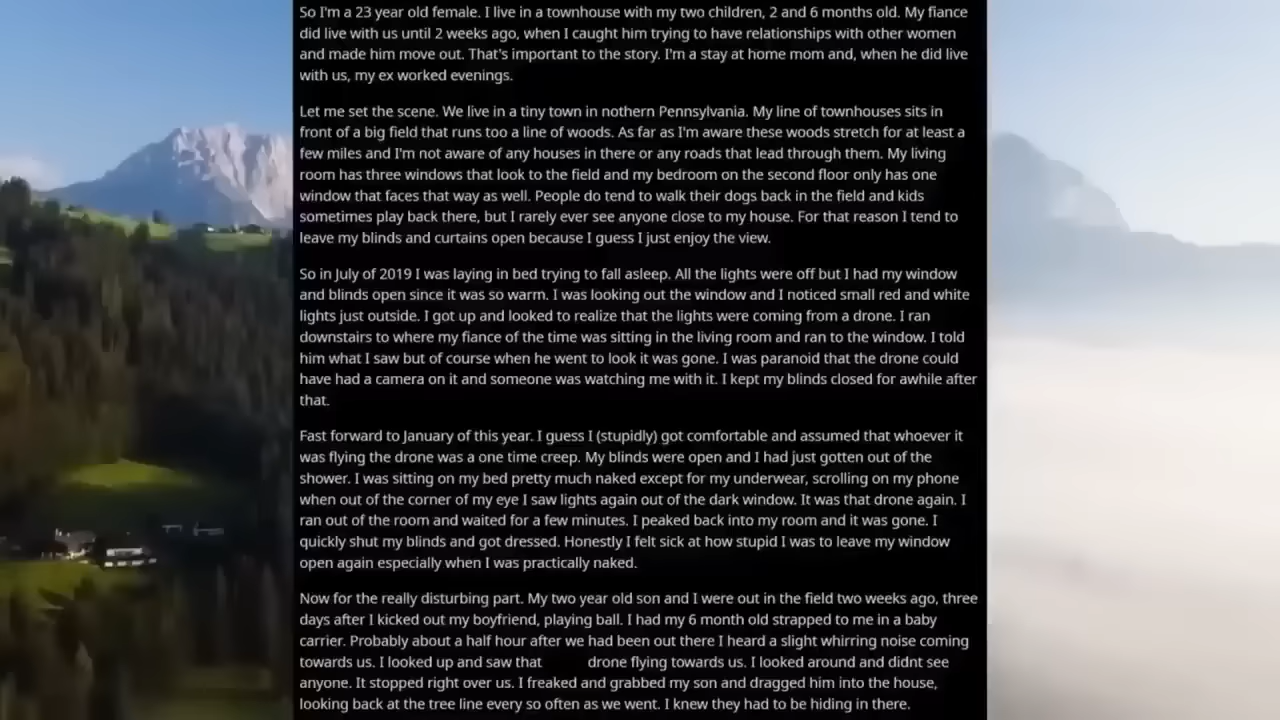 So I'm a 23 year old female. I live in a townhouse with my two children, 2 and 6 months old. My fiance
did live with us until 2 weeks ago, when I caught him trying to have relationships with other women
and made him move out. That's important to the story. I'm a stay at home mom and, when he did live
with us, my ex worked evenings.
Let me set the scene. We live in a tiny town in nothern Pennsylvania. My line of townhouses sits in
front of a big field that runs too a line of woods. As far as I'm aware these woods stretch for at least a
few miles and I'm not aware of any houses in there or any roads that lead through them. My living
room has three windows that look to the field and my bedroom on the second floor only has one
window that faces that way as well. People do tend to walk their dogs back in the field and kids
sometimes play back there, but I rarely ever see anyone close to my house. For that reason I tend to
leave my blinds and curtains open because I guess I just enjoy the view.
So in July of 2019 I was laying in bed trying to fall asleep. All the lights were off but I had my window
and blinds open since it was so warm. I was looking out the window and I noticed small red and white
lights just outside. I got up and looked to realize that the lights were coming from a drone. I ran
downstairs to where my fiance of the time was sitting in the living room and ran to the window. I told
him what I saw but of course when he went to look it was gone. I was paranoid that the drone could
have had a camera on it and someone was watching me with it. I kept my blinds closed for awhile after
that.
Fast forward to January of this year. I guess I (stupidly) got comfortable and assumed that whoever it
was flying the drone was a one time creep. My blinds were open and I had just gotten out of the
shower. I was sitting on my bed pretty much naked except for my underwear, scrolling on my phone
when out of the corner of my eye I saw lights again out of the dark window. It was that drone again. I
ran out of the room and waited for a few minutes. I peaked back into my room and it was gone. I
quickly shut my blinds and got dressed. Honestly I felt sick at how stupid I was to leave my window
open again especially when I was practically naked.
Now for the really disturbing part. My two year old son and I were out in the field two weeks ago, three
days after I kicked out my boyfriend, playing ball. I had my 6 month old strapped to me in a baby
carrier. Probably about a half hour after we had been out there I heard a slight whirring noise coming
towards us. I looked up and saw that drone flying towards us. I looked around and didnt see
anyone. It stopped right over us. I freaked and grabbed my son and dragged him into the house,
looking back at the tree line every so often as we went. I knew they had to be hiding in there.